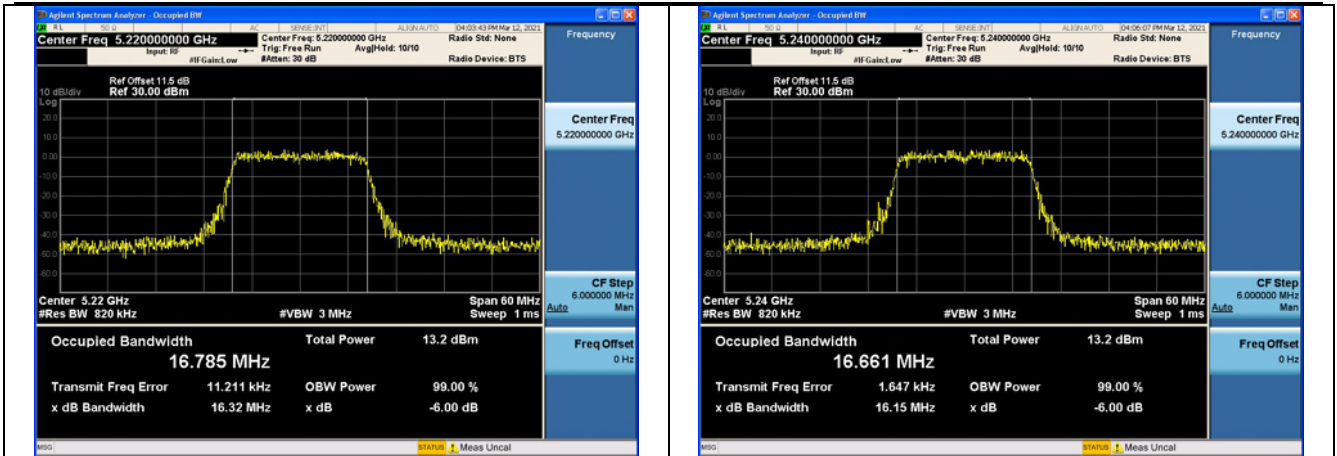 Agilent Spectrum Analyzer - Occupied BW
RL 50 Ω AC SENSE:INT ALIGN AUTO 04:03:43 PM Mar 12, 2021
Center Freq 5.220000000 GHz
Center Freq: 5.220000000 GHz Radio Std: None
Input: RF Trig: Free Run Avg|Hold: 10/10
#IFGain:Low #Atten: 30 dB Radio Device: BTS
Ref Offset 11.5 dB
10 dB/div Ref 30.00 dBm
Log
20.0
10.0
0.00
-10.0
-20.0
-30.0
-40.0
-50.0
-60.0
Center 5.22 GHz Span 60 MHz
#Res BW 820 kHz #VBW 3 MHz Sweep 1 ms
Occupied Bandwidth Total Power 13.2 dBm
16.785 MHz
Transmit Freq Error 11.211 kHz OBW Power 99.00 %
x dB Bandwidth 16.32 MHz x dB -6.00 dB
MSG STATUS Meas Uncal
Frequency
Center Freq
5.220000000 GHz
CF Step
6.000000 MHz
Auto Man
Freq Offset
0 Hz
Agilent Spectrum Analyzer - Occupied BW
RL 50 Ω AC SENSE:INT ALIGN AUTO 04:06:07 PM Mar 12, 2021
Center Freq 5.240000000 GHz
Center Freq: 5.240000000 GHz Radio Std: None
Input: RF Trig: Free Run Avg|Hold: 10/10
#IFGain:Low #Atten: 30 dB Radio Device: BTS
Ref Offset 11.5 dB
10 dB/div Ref 30.00 dBm
Log
20.0
10.0
0.00
-10.0
-20.0
-30.0
-40.0
-50.0
-60.0
Center 5.24 GHz Span 60 MHz
#Res BW 820 kHz #VBW 3 MHz Sweep 1 ms
Occupied Bandwidth Total Power 13.2 dBm
16.661 MHz
Transmit Freq Error 1.647 kHz OBW Power 99.00 %
x dB Bandwidth 16.15 MHz x dB -6.00 dB
MSG STATUS Meas Uncal
Frequency
Center Freq
5.240000000 GHz
CF Step
6.000000 MHz
Auto Man
Freq Offset
0 Hz